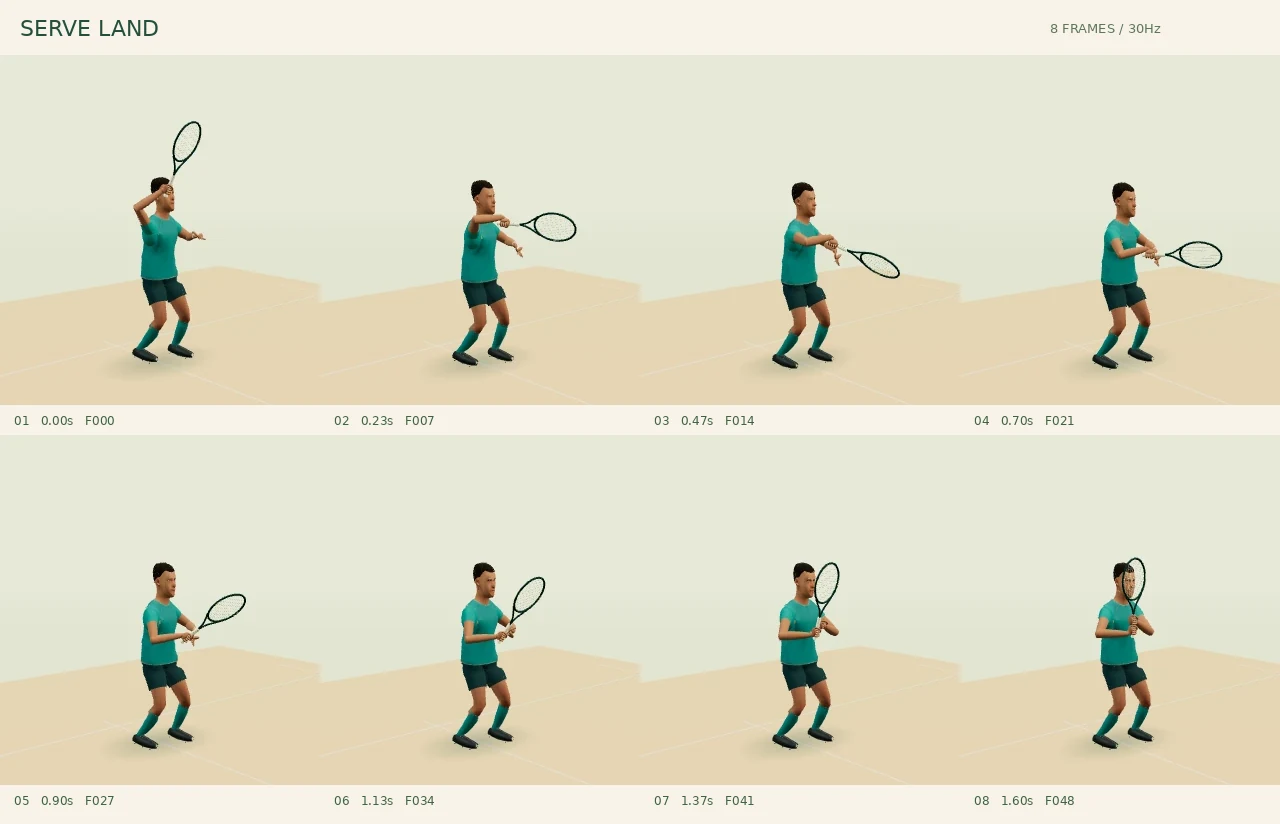 SERVE LAND
8 FRAMES / 30Hz
01 0.00s F000
02 0.23s F007
03 0.47s F014
04 0.70s F021
05 0.90s F027
06 1.13s F034
07 1.37s F041
08 1.60s F048